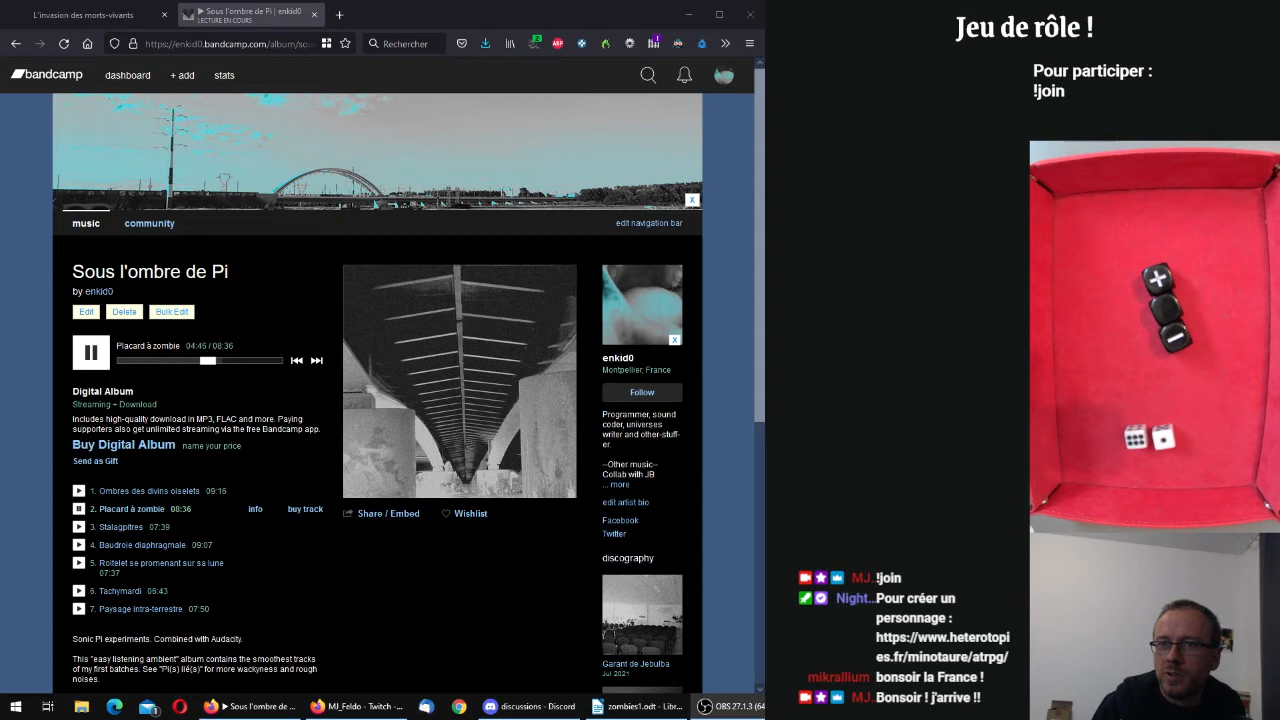 L'invasion des morts-vivants
Sous l'ombre de Pi | enkid0
LECTURE EN COURS
https://enkid0.bandcamp.com/album/sou
Rechercher
2
ABP
1
bandcamp
dashboard
+ add
stats
X
music
community
edit navigation bar
Sous l'ombre de Pi
by enkid0
Edit
Delete
Bulk Edit
Placard à zombie 04:45 / 08:36
Digital Album
Streaming + Download
Includes high-quality download in MP3, FLAC and more. Paying
supporters also get unlimited streaming via the free Bandcamp app.
Buy Digital Album name your price
Send as Gift
1. Ombres des divins oiselets 09:16
2. Placard à zombie 08:36 info buy track
3. Stalagpitres 07:39
4. Baudroie diaphragmale 09:07
5. Roitelet se promenant sur sa lune
07:37
6. Tachymardi 06:43
7. Paysage intra-terrestre 07:50
Sonic Pi experiments. Combined with Audacity.
This "easy listening ambient" album contains the smoothest tracks
of my first batches. See "Pi(s) lié(s)" for more wackyness and rough
noises.
Share / Embed
Wishlist
X
enkid0
Montpellier, France
Follow
Programmer, sound
coder, universes
writer and other-stuff-
er.
--Other music--
Collab with JB
... more
edit artist bio
Facebook
Twitter
discography
Garant de Jebulba
Jul 2021
Jeu de rôle !
Pour participer :
!join
MJ... !join
Night... Pour créer un
personnage :
https://www.heterotopi
es.fr/minotaure/atrpg/
mikrallium bonsoir la France !
MJ... Bonsoir ! j'arrive !!
1
Sous l'ombre de ...
MJ_Feldo - Twitch -...
discussions - Discord
zombies1.odt - Libr...
OBS 27.1.3 (64